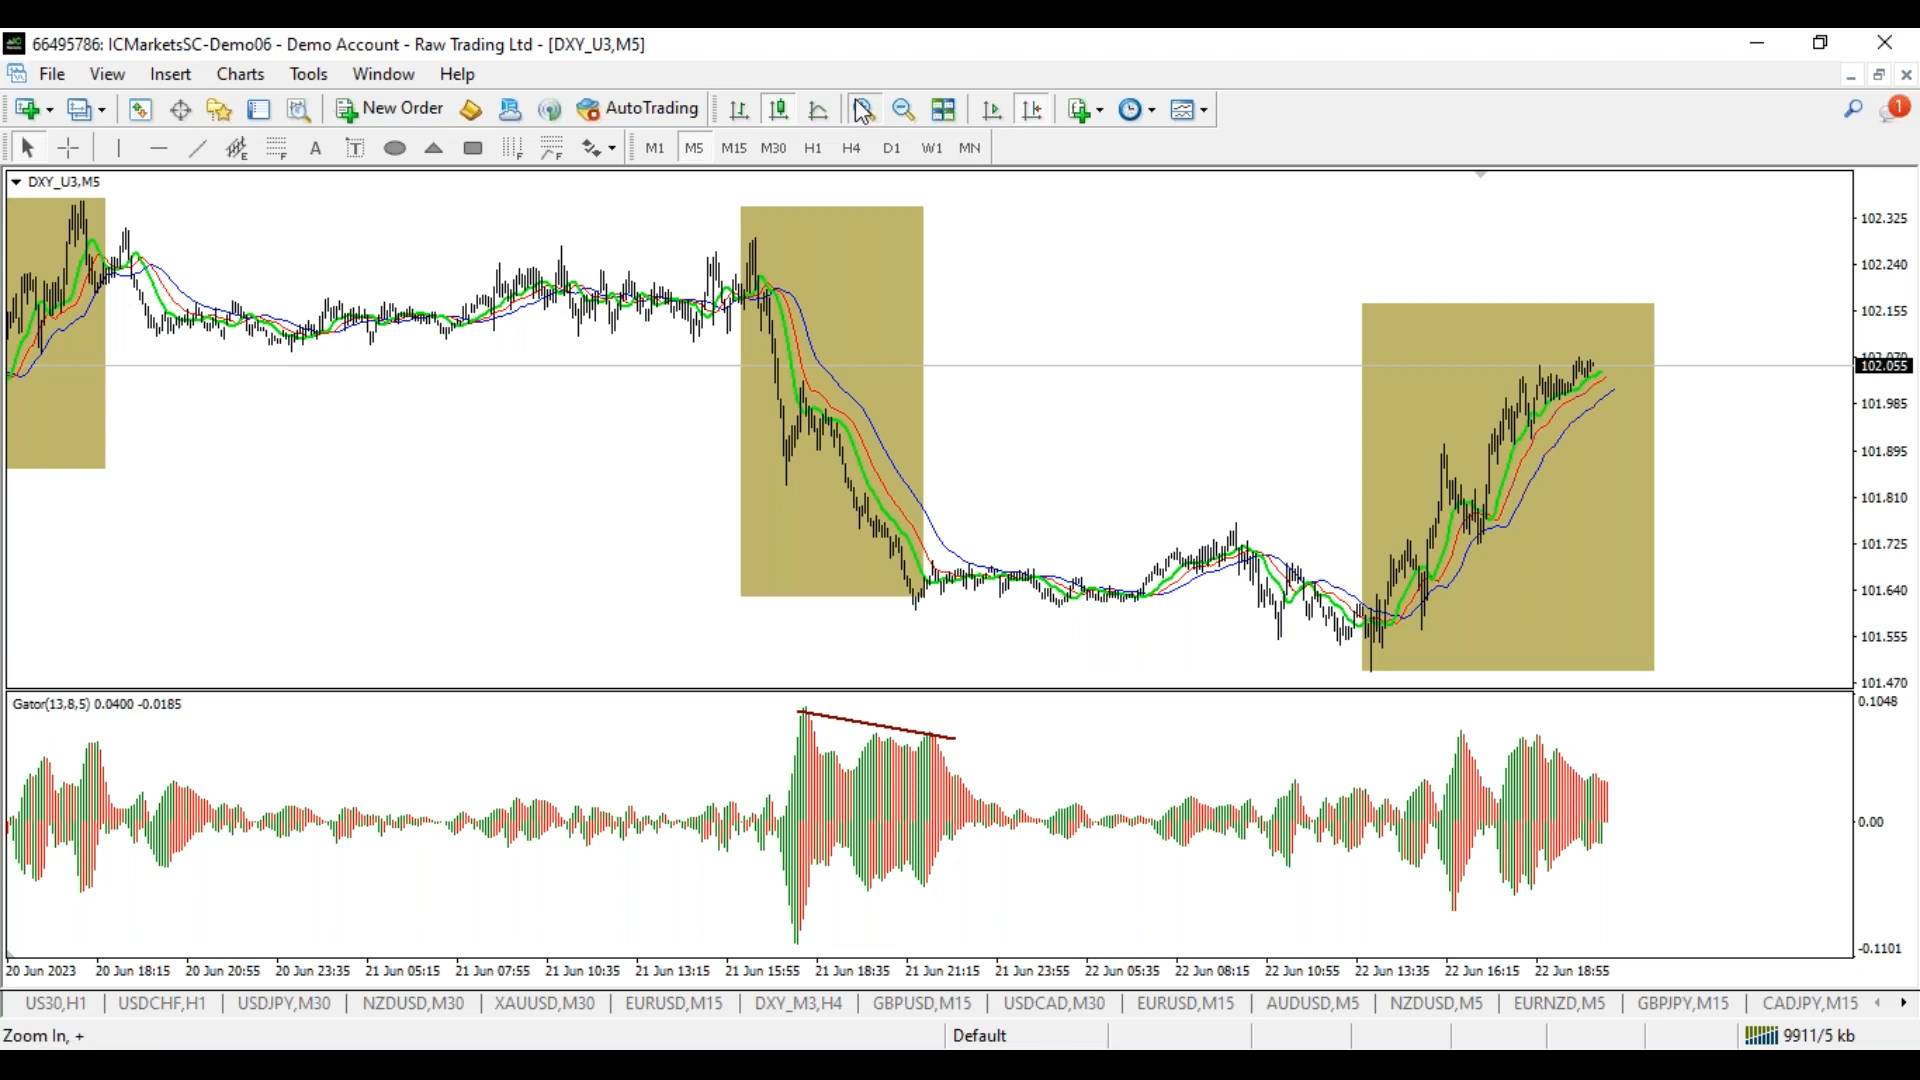 66495786: ICMarketsSC-Demo06 - Demo Account - Raw Trading Ltd - [DXY_U3,M5]
File View Insert Charts Tools Window Help
New Order AutoTrading 1
A T M1 M5 M15 M30 H1 H4 D1 W1 MN
DXY_U3,M5
102.325
102.240
102.155
102.055
101.985
101.895
101.810
101.725
101.640
101.555
101.470
Gator(13,8,5) 0.0400 -0.0185
0.1048
0.00
-0.1101
20 Jun 2023 20 Jun 18:15 20 Jun 20:55 20 Jun 23:35 21 Jun 05:15 21 Jun 07:55 21 Jun 10:35 21 Jun 13:15 21 Jun 15:55 21 Jun 18:35 21 Jun 21:15 21 Jun 23:55 22 Jun 05:35 22 Jun 08:15 22 Jun 10:55 22 Jun 13:35 22 Jun 16:15 22 Jun 18:55
US30,H1 USDCHF,H1 USDJPY,M30 NZDUSD,M30 XAUUSD,M30 EURUSD,M15 DXY_M3,H4 GBPUSD,M15 USDCAD,M30 EURUSD,M15 AUDUSD,M5 NZDUSD,M5 EURNZD,M5 GBPJPY,M15 CADJPY,M15
Zoom In, + Default 9911/5 kb